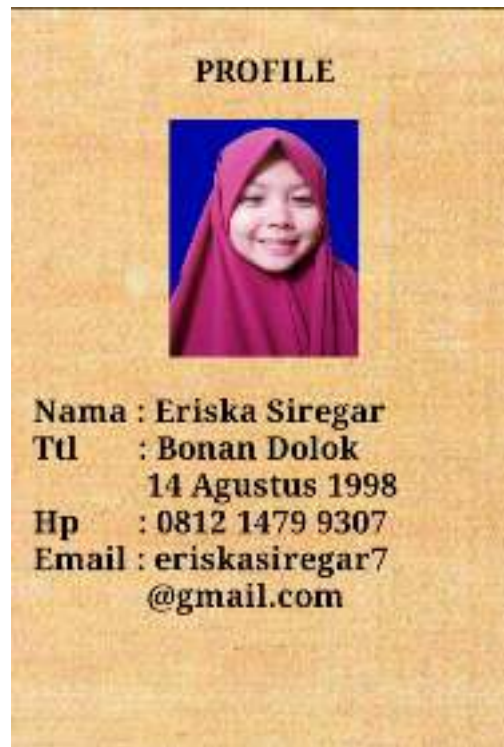 PROFILE
Nama : Eriska Siregar
Ttl : Bonan Dolok
14 Agustus 1998
Hp : 0812 1479 9307
Email : eriskasiregar7
@gmail.com